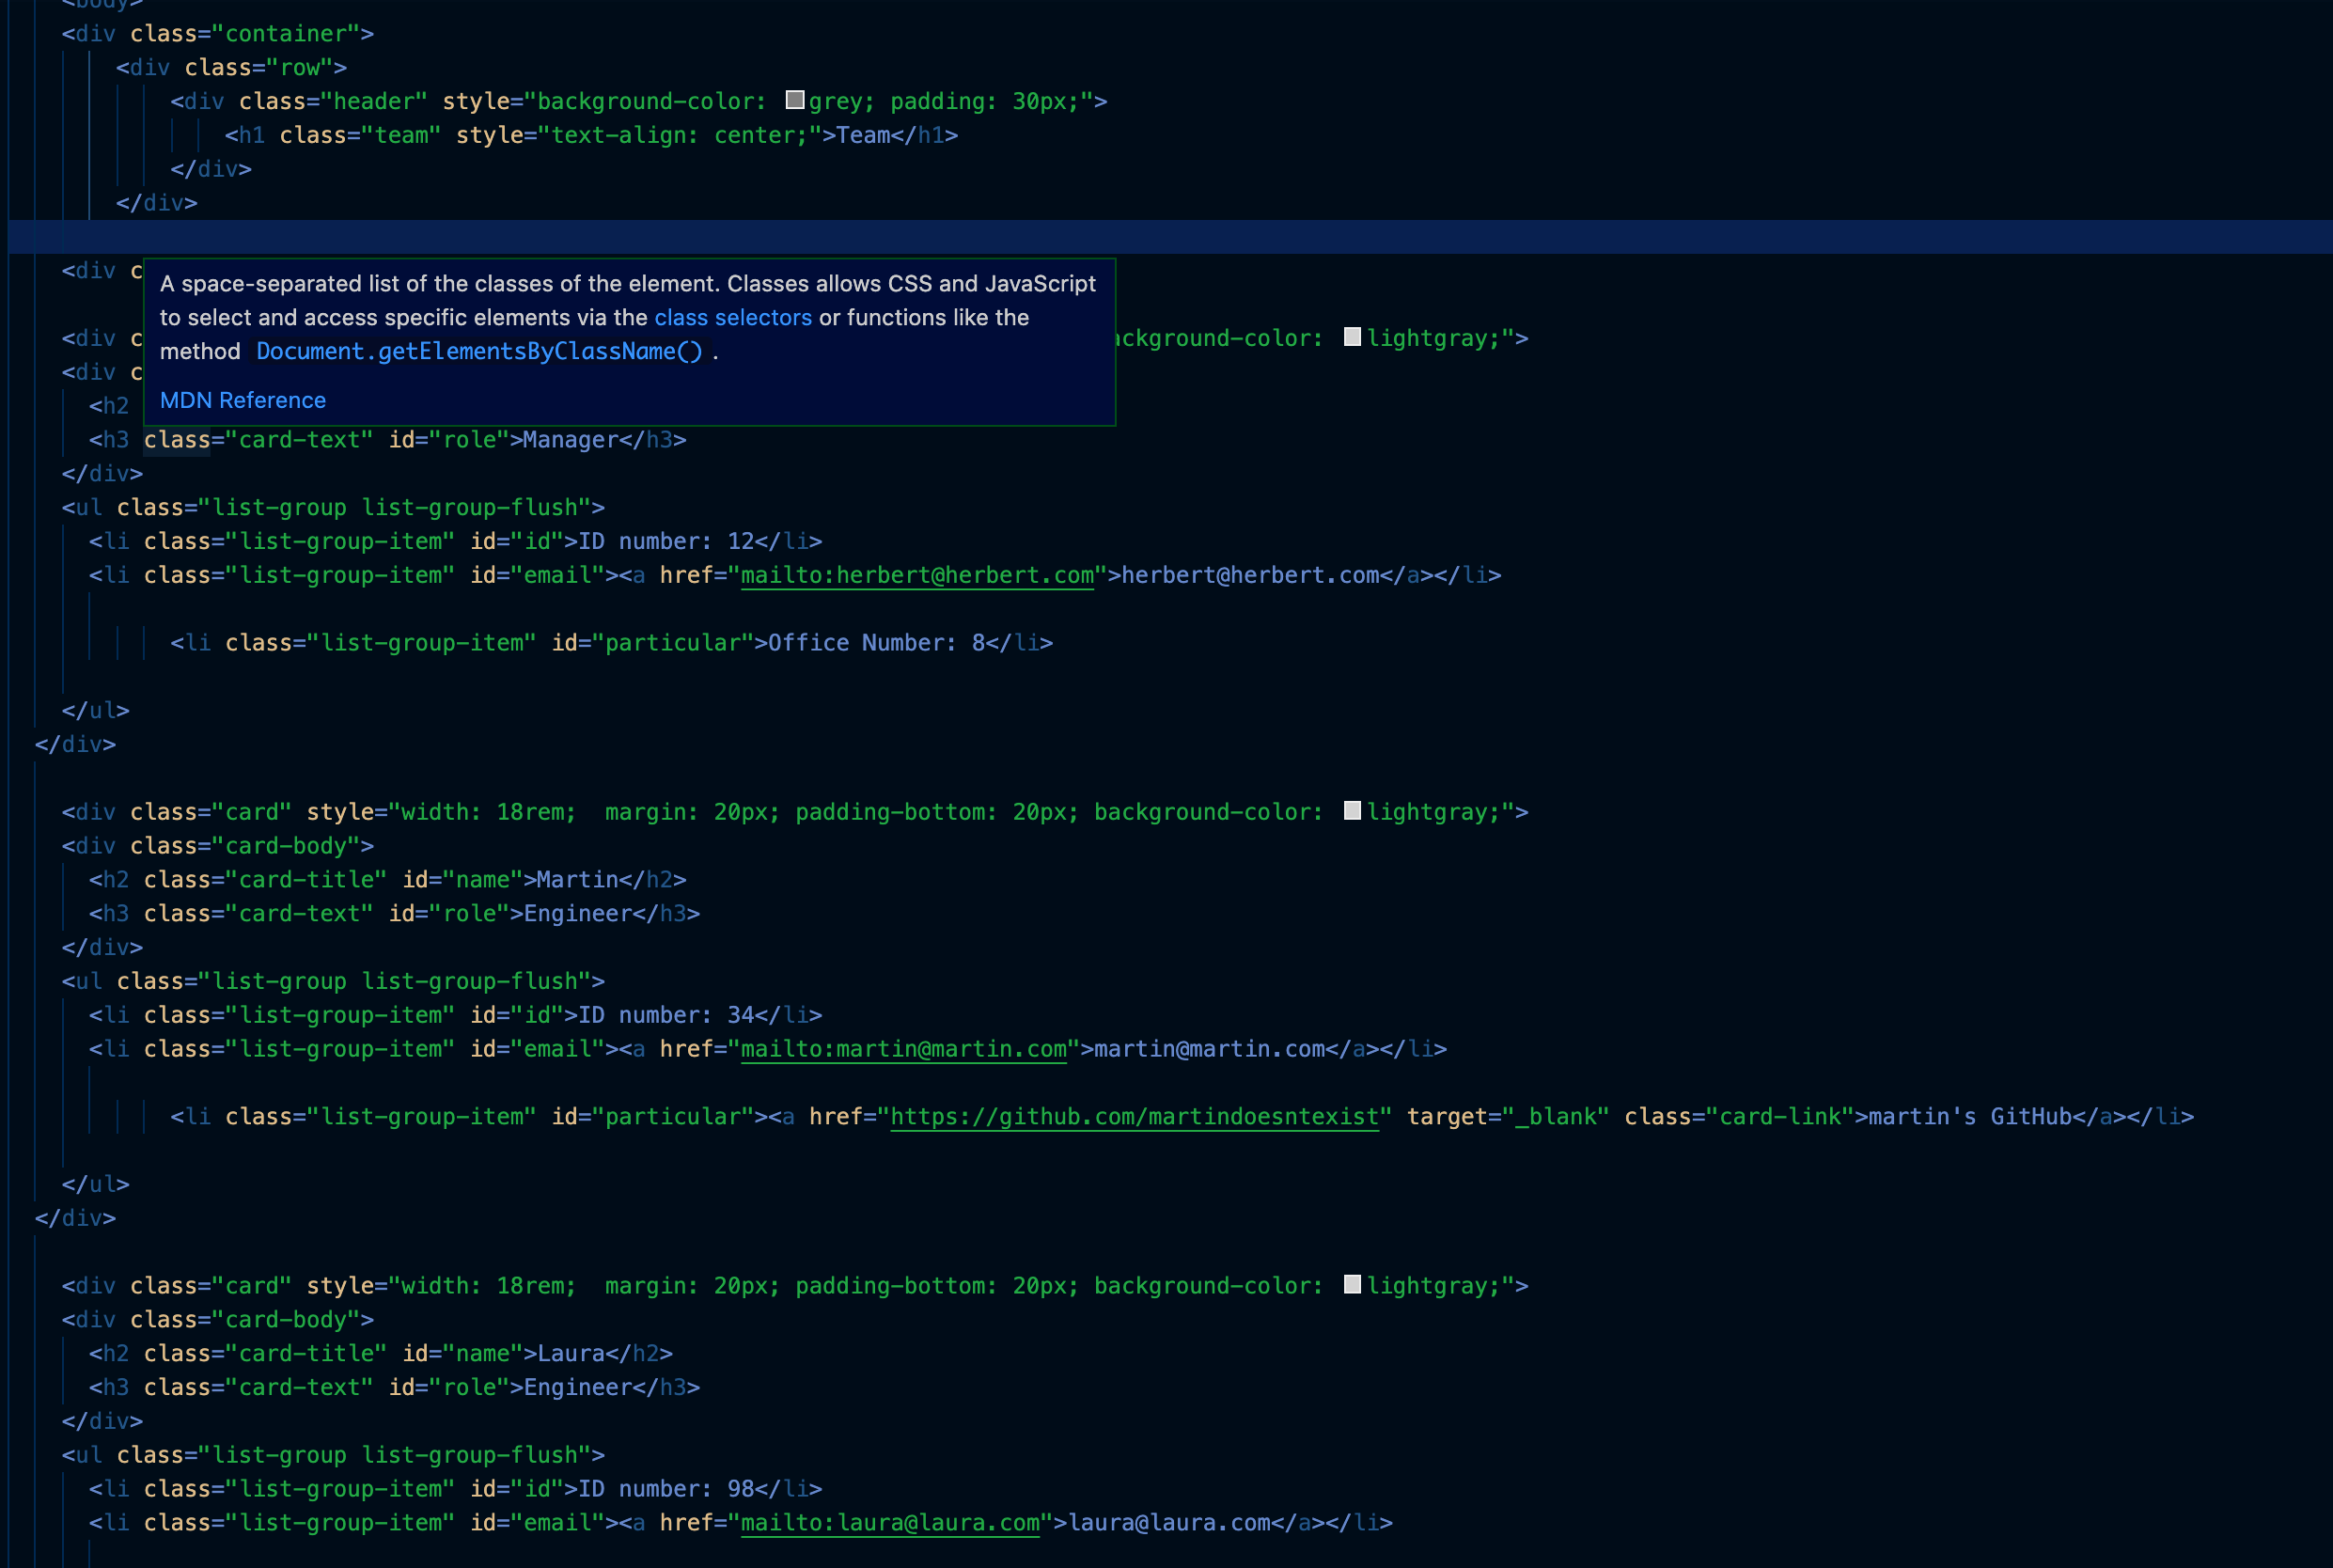 <body>
<div class="container">
<div class="row">
<div class="header" style="background-color: grey; padding: 30px;">
<h1 class="team" style="text-align: center;">Team</h1>
</div>
</div>
<div c
A space-separated list of the classes of the element. Classes allows CSS and JavaScript
to select and access specific elements via the class selectors or functions like the
method Document.getElementsByClassName() .
MDN Reference
<div c
ackground-color: lightgray;">
<div c
<h2
<h3 class="card-text" id="role">Manager</h3>
</div>
<ul class="list-group list-group-flush">
<li class="list-group-item" id="id">ID number: 12</li>
<li class="list-group-item" id="email"><a href="mailto:herbert@herbert.com">herbert@herbert.com</a></li>
<li class="list-group-item" id="particular">Office Number: 8</li>
</ul>
</div>
<div class="card" style="width: 18rem;  margin: 20px; padding-bottom: 20px; background-color: lightgray;">
<div class="card-body">
<h2 class="card-title" id="name">Martin</h2>
<h3 class="card-text" id="role">Engineer</h3>
</div>
<ul class="list-group list-group-flush">
<li class="list-group-item" id="id">ID number: 34</li>
<li class="list-group-item" id="email"><a href="mailto:martin@martin.com">martin@martin.com</a></li>
<li class="list-group-item" id="particular"><a href="https://github.com/martindoesntexist" target="_blank" class="card-link">martin's GitHub</a></li>
</ul>
</div>
<div class="card" style="width: 18rem;  margin: 20px; padding-bottom: 20px; background-color: lightgray;">
<div class="card-body">
<h2 class="card-title" id="name">Laura</h2>
<h3 class="card-text" id="role">Engineer</h3>
</div>
<ul class="list-group list-group-flush">
<li class="list-group-item" id="id">ID number: 98</li>
<li class="list-group-item" id="email"><a href="mailto:laura@laura.com">laura@laura.com</a></li>